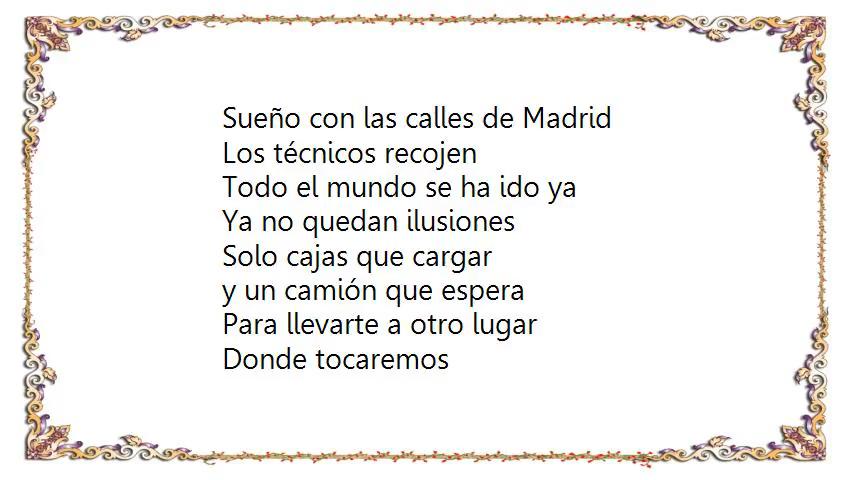 Sueño con las calles de Madrid
Los técnicos recojen
Todo el mundo se ha ido ya
Ya no quedan ilusiones
Solo cajas que cargar
y un camión que espera
Para llevarte a otro lugar
Donde tocaremos